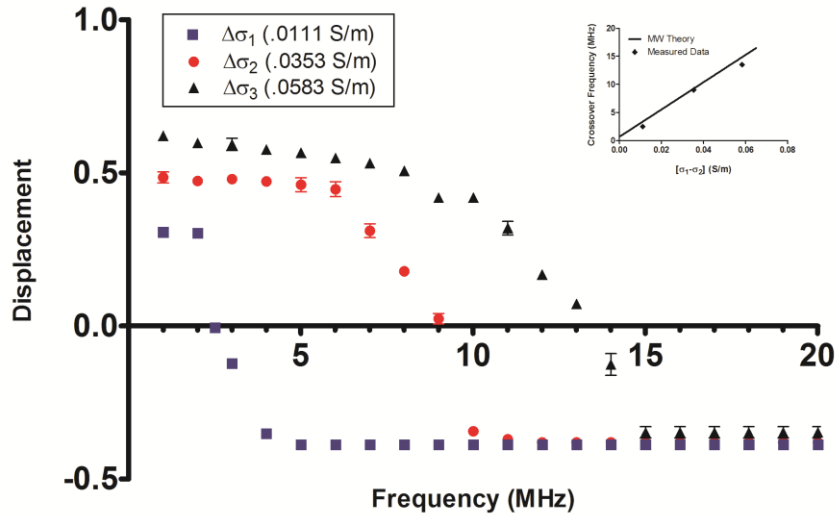 1.0
0.5
0.0
-0.5
Displacement
Δσ1 (.0111 S/m)
Δσ2 (.0353 S/m)
Δσ3 (.0583 S/m)
5
10
15
20
Frequency (MHz)
MW Theory
Measured Data
Crossover Frequency (MHz)
20
15
10
5
0
0.00
0.02
0.04
0.06
0.08
[σ1-σ2] (S/m)